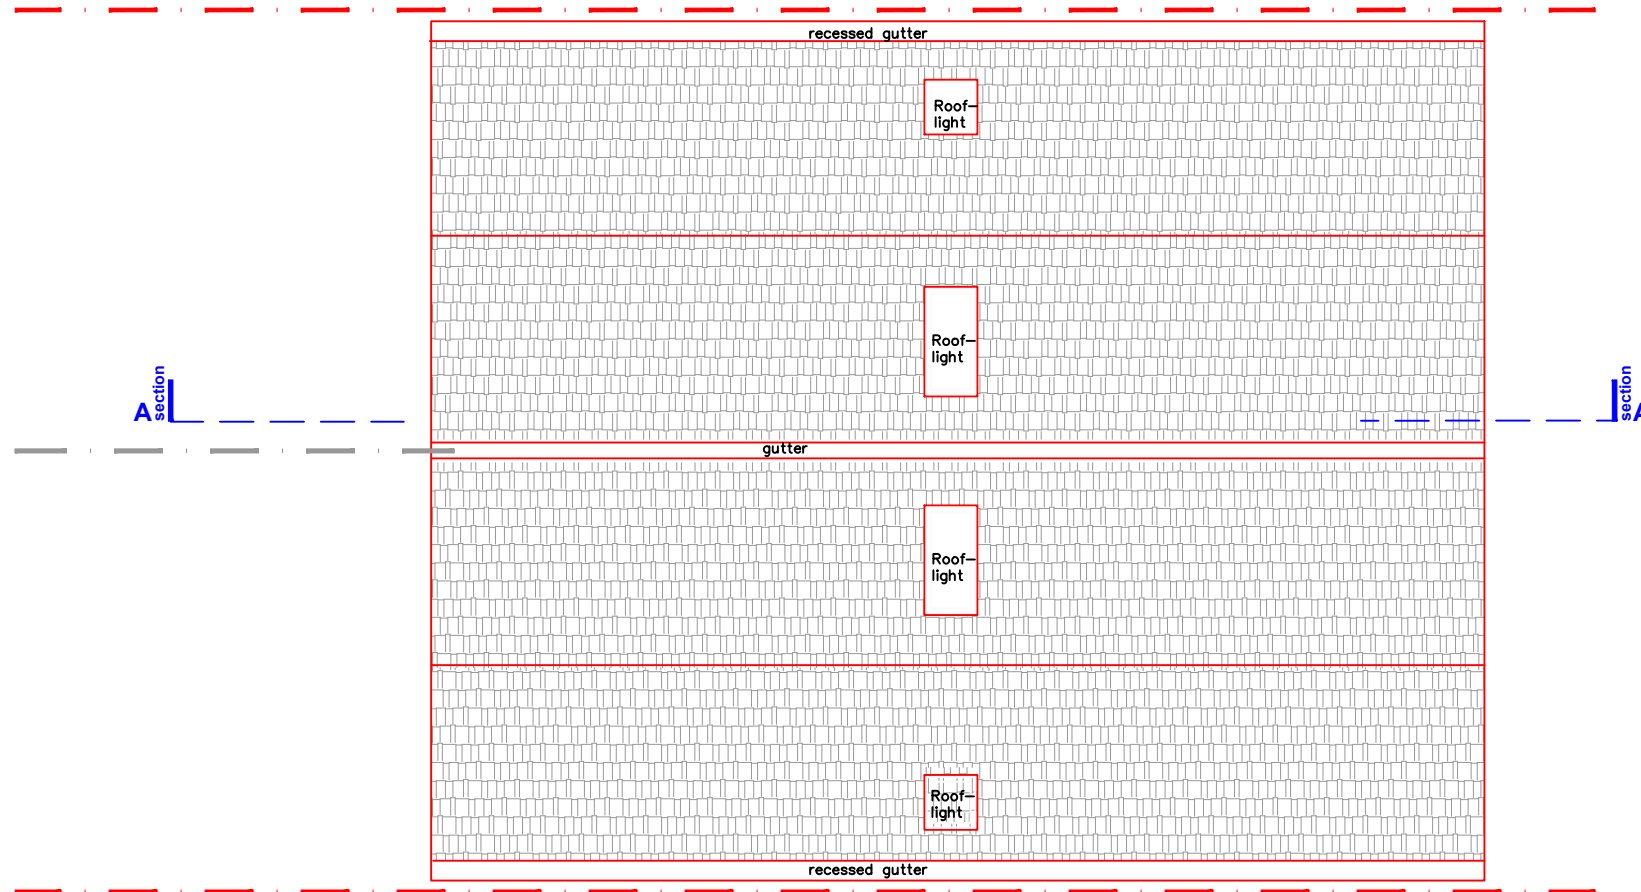 recessed gutter
Roof-
light
Roof-
light
A
section
section
A
gutter
Roof-
light
Roof-
light
recessed gutter